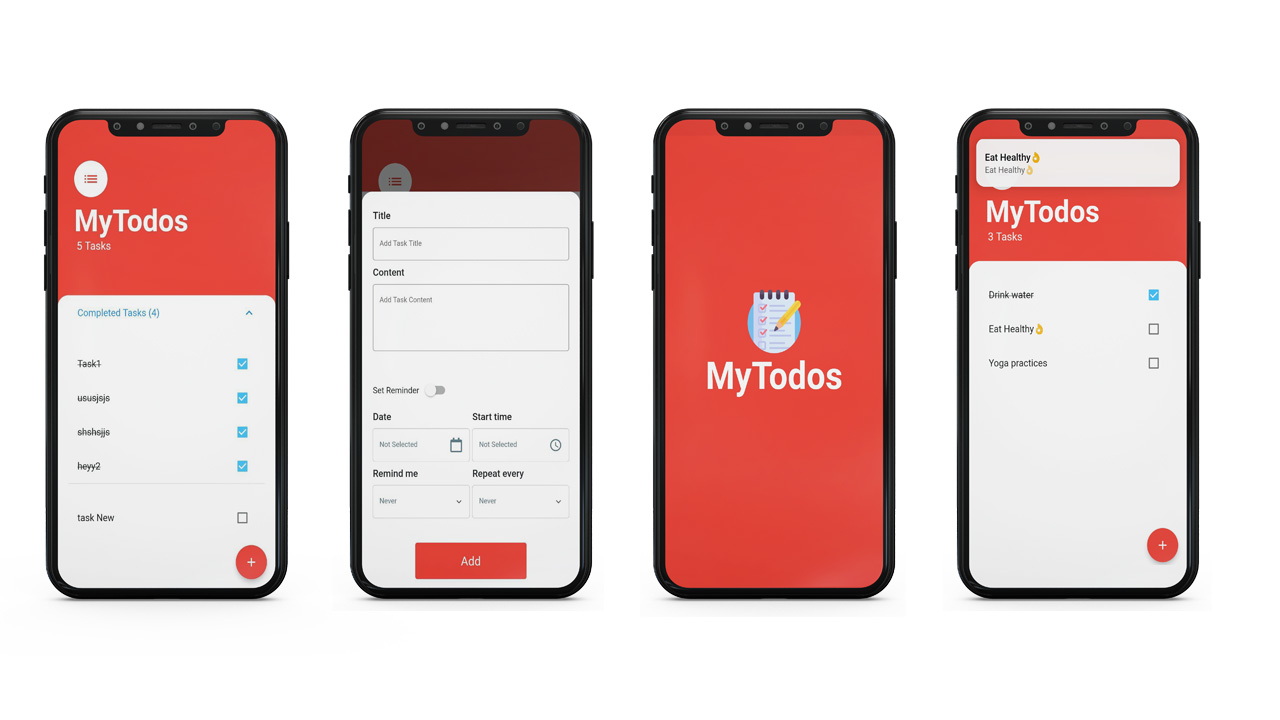 MyTodos
5 Tasks
Completed Tasks (4)
Task1
ususjsjs
shshsjjs
heyy2
task New
+
Title
Add Task Title
Content
Add Task Content
Set Reminder
Date
Start time
Not Selected
Not Selected
Remind me
Repeat every
Never
Never
Add
MyTodos
Eat Healthy👌
Eat Healthy👌
MyTodos
3 Tasks
Drink water
Eat Healthy👌
Yoga practices
+